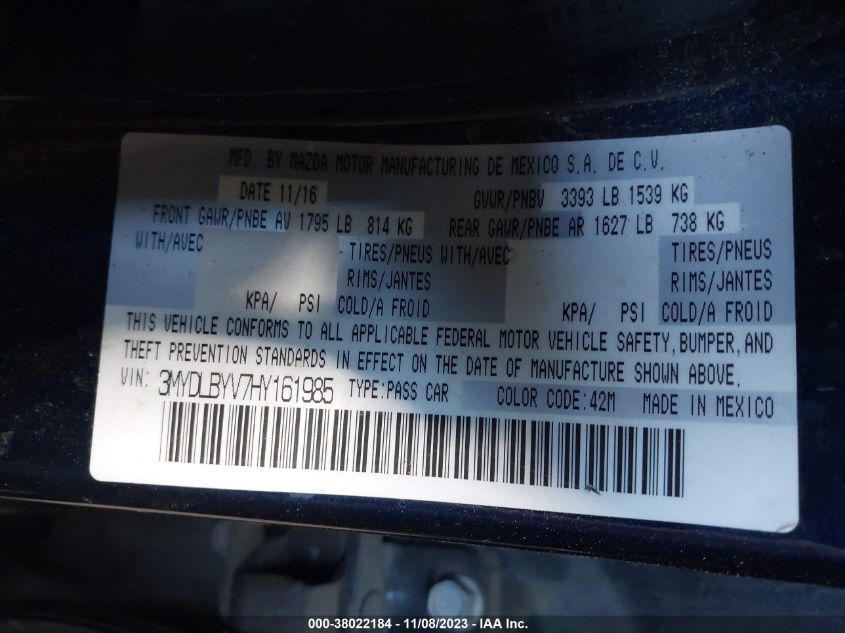 MFD. BY MAZDA MOTOR MANUFACTURING DE MEXICO S.A. DE C.V.
DATE 11/16 GVWR/PNBV 3393 LB 1539 KG
FRONT GAWR/PNBE AV 1795 LB 814 KG REAR GAWR/PNBE AR 1627 LB 738 KG
WITH/AVEC - TIRES/PNEUS WITH/AVEC TIRES/PNEUS
RIMS/JANTES RIMS/JANTES
KPA/ PSI COLD/A FROID KPA/ PSI COLD/A FROID
THIS VEHICLE CONFORMS TO ALL APPLICABLE FEDERAL MOTOR VEHICLE SAFETY, BUMPER, AND
THEFT PREVENTION STANDARDS IN EFFECT ON THE DATE OF MANUFACTURE SHOWN ABOVE.
VIN: 3MYDLBYV7HY161985 TYPE:PASS CAR COLOR CODE:42M MADE IN MEXICO
000-38022184 - 11/08/2023 - IAA Inc.